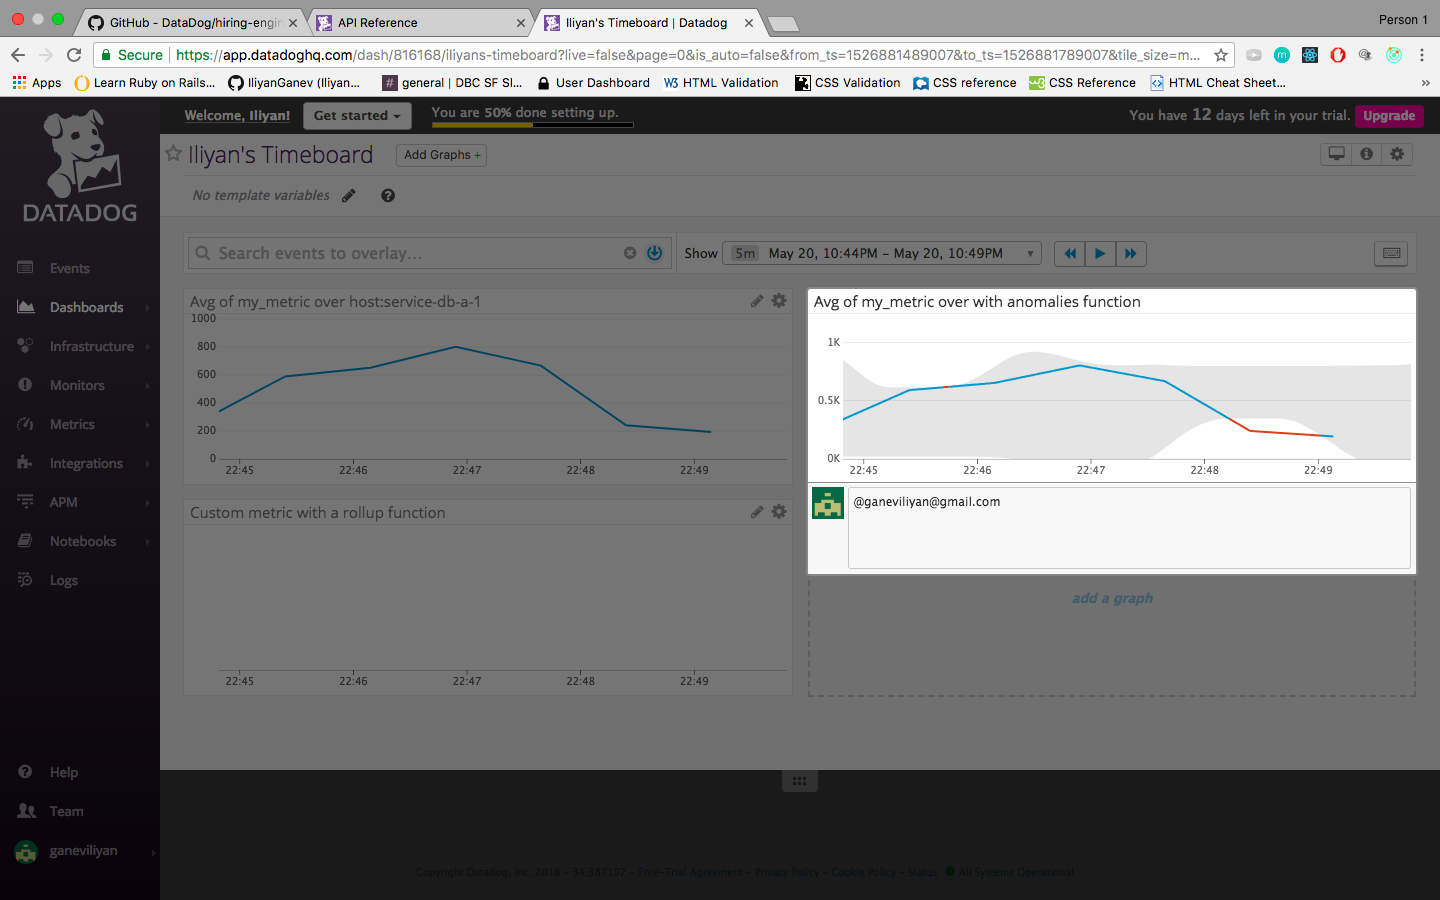 GitHub - DataDog/hiring-engin
API Reference
Iliyan's Timeboard | Datadog
Person 1
Secure
https://app.datadoghq.com/dash/816168/iliyans-timeboard?live=false&page=0&is_auto=false&from_ts=1526881489007&to_ts=1526881789007&tile_size=m...
Apps
Learn Ruby on Rails...
IliyanGanev (Iliyan...
# general | DBC SF Sl...
User Dashboard
W3 HTML Validation
CSS Validation
CSS reference
CSS Reference
HTML Cheat Sheet...
»
DATADOG
Welcome, Iliyan!
Get started
You are 50% done setting up.
You have 12 days left in your trial.
Upgrade
Iliyan's Timeboard
Add Graphs +
No template variables
Search events to overlay...
Show
5m May 20, 10:44PM - May 20, 10:49PM
Events
Dashboards
Infrastructure
Monitors
Metrics
Integrations
APM
Notebooks
Logs
Help
Team
ganeviliyan
Avg of my_metric over host:service-db-a-1
1000
800
600
400
200
0
22:45 22:46 22:47 22:48 22:49
Avg of my_metric over with anomalies function
1K
0.5K
0K
22:45 22:46 22:47 22:48 22:49
@ganeviliyan@gmail.com
Custom metric with a rollup function
22:45 22:46 22:47 22:48 22:49
add a graph
Copyright Datadog, Inc. 2018 - 34.387107 - Free-Trial Agreement - Privacy Policy - Cookie Policy - Status All Systems Operational